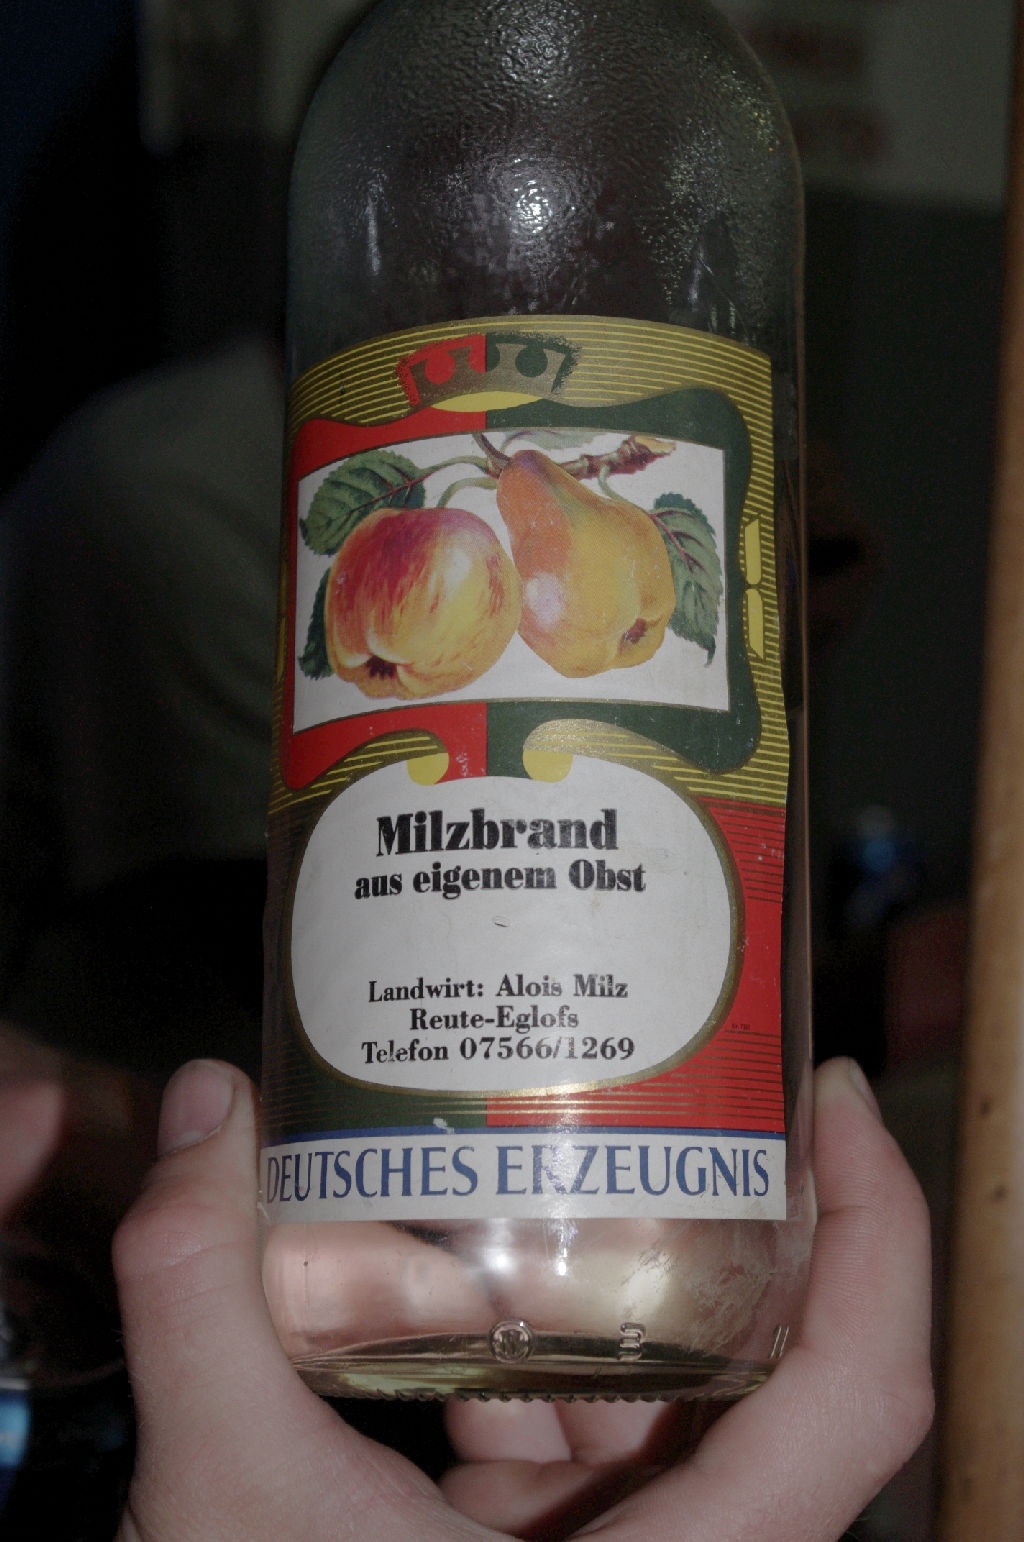 Milzbrand
aus eigenem Obst
Landwirt: Alois Milz
Reute-Eglofs
Telefon 07566/1269
DEUTSCHES ERZEUGNIS